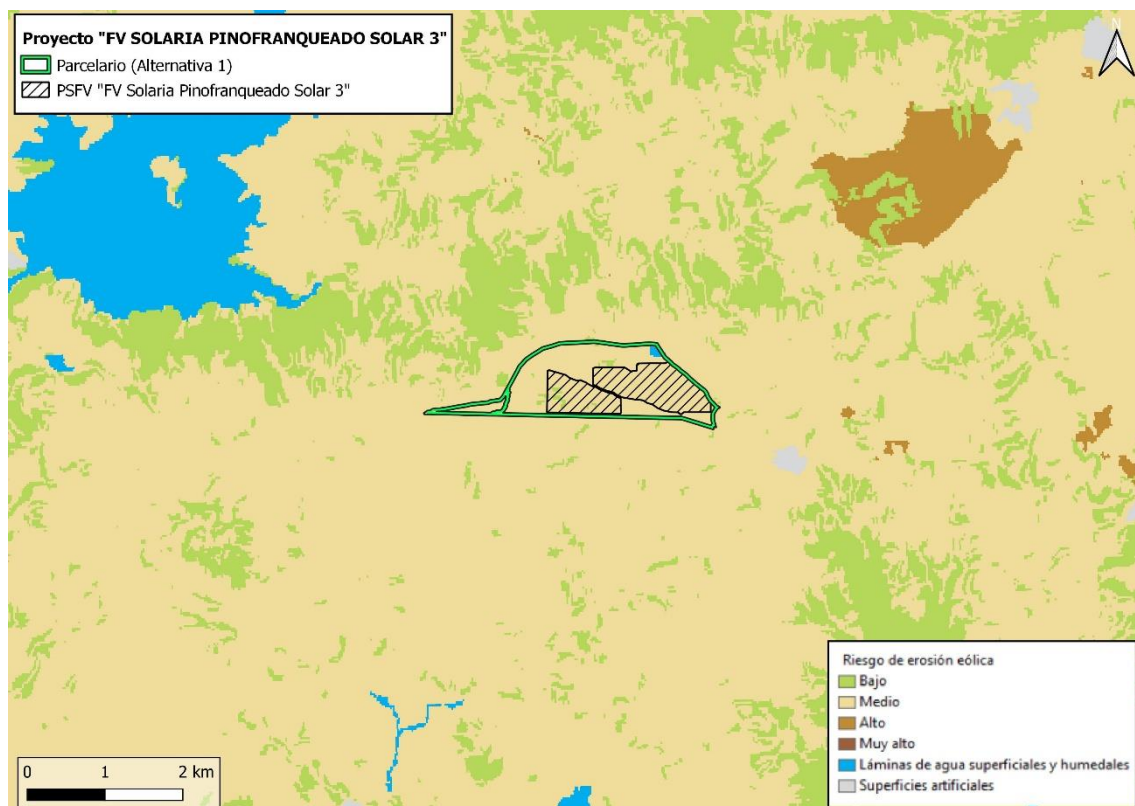 Proyecto "FV SOLARIA PINOFRANQUEADO SOLAR 3"
Parcelario (Alternativa 1)
PSFV "FV Solaria Pinofranqueado Solar 3"
N
Riesgo de erosión eólica
Bajo
Medio
Alto
Muy alto
Láminas de agua superficiales y humedales
Superficies artificiales
0 1 2 km